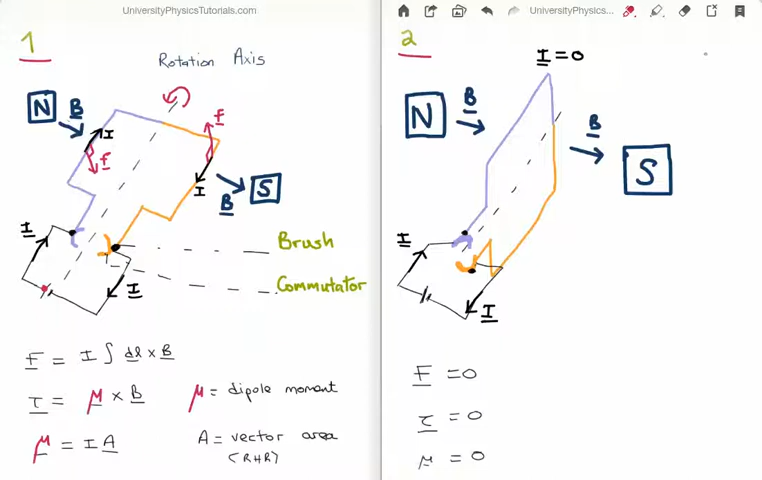 UniversityPhysicsTutorials.com
1
Rotation Axis
N
B
I
F
F
I
B
S
I
Brush
Commutator
I
F = I ∫ dl × B
τ = μ × B
μ = dipole moment
μ = I A
A = vector area
(RHR)
UniversityPhysics...
2
I = 0
N
B
B
S
I
I
F = 0
τ = 0
μ = 0